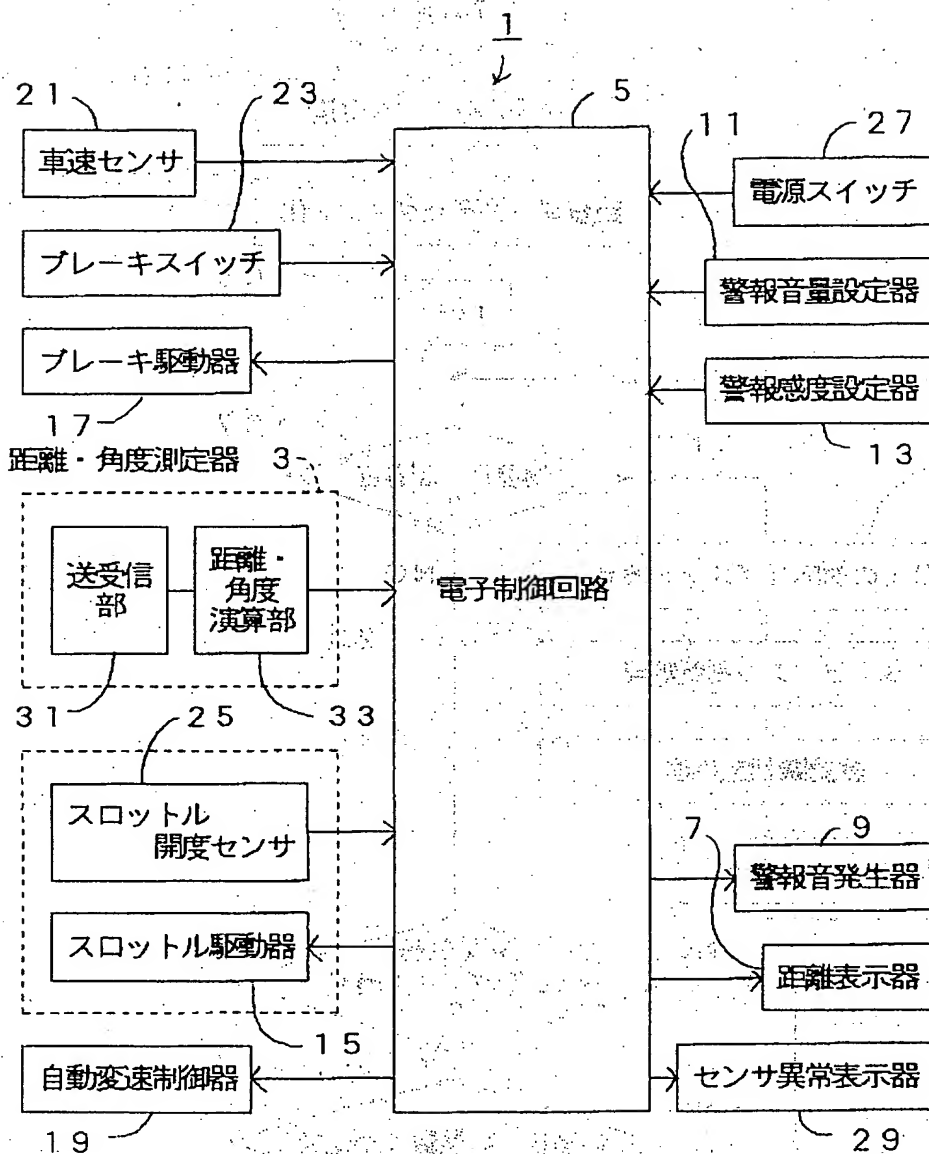 1
5
21
車速センサ
23
ブレーキスイッチ
ブレーキ駆動器
17
距離・角度測定器 3
送受信
部
31
距離・
角度
演算部
33
25
スロットル
開度センサ
スロットル駆動器
15
自動変速制御器
19
電子制御回路
27
電源スイッチ
11
警報音量設定器
警報感度設定器
13
9
警報音発生器
7
距離表示器
センサ異常表示器
29